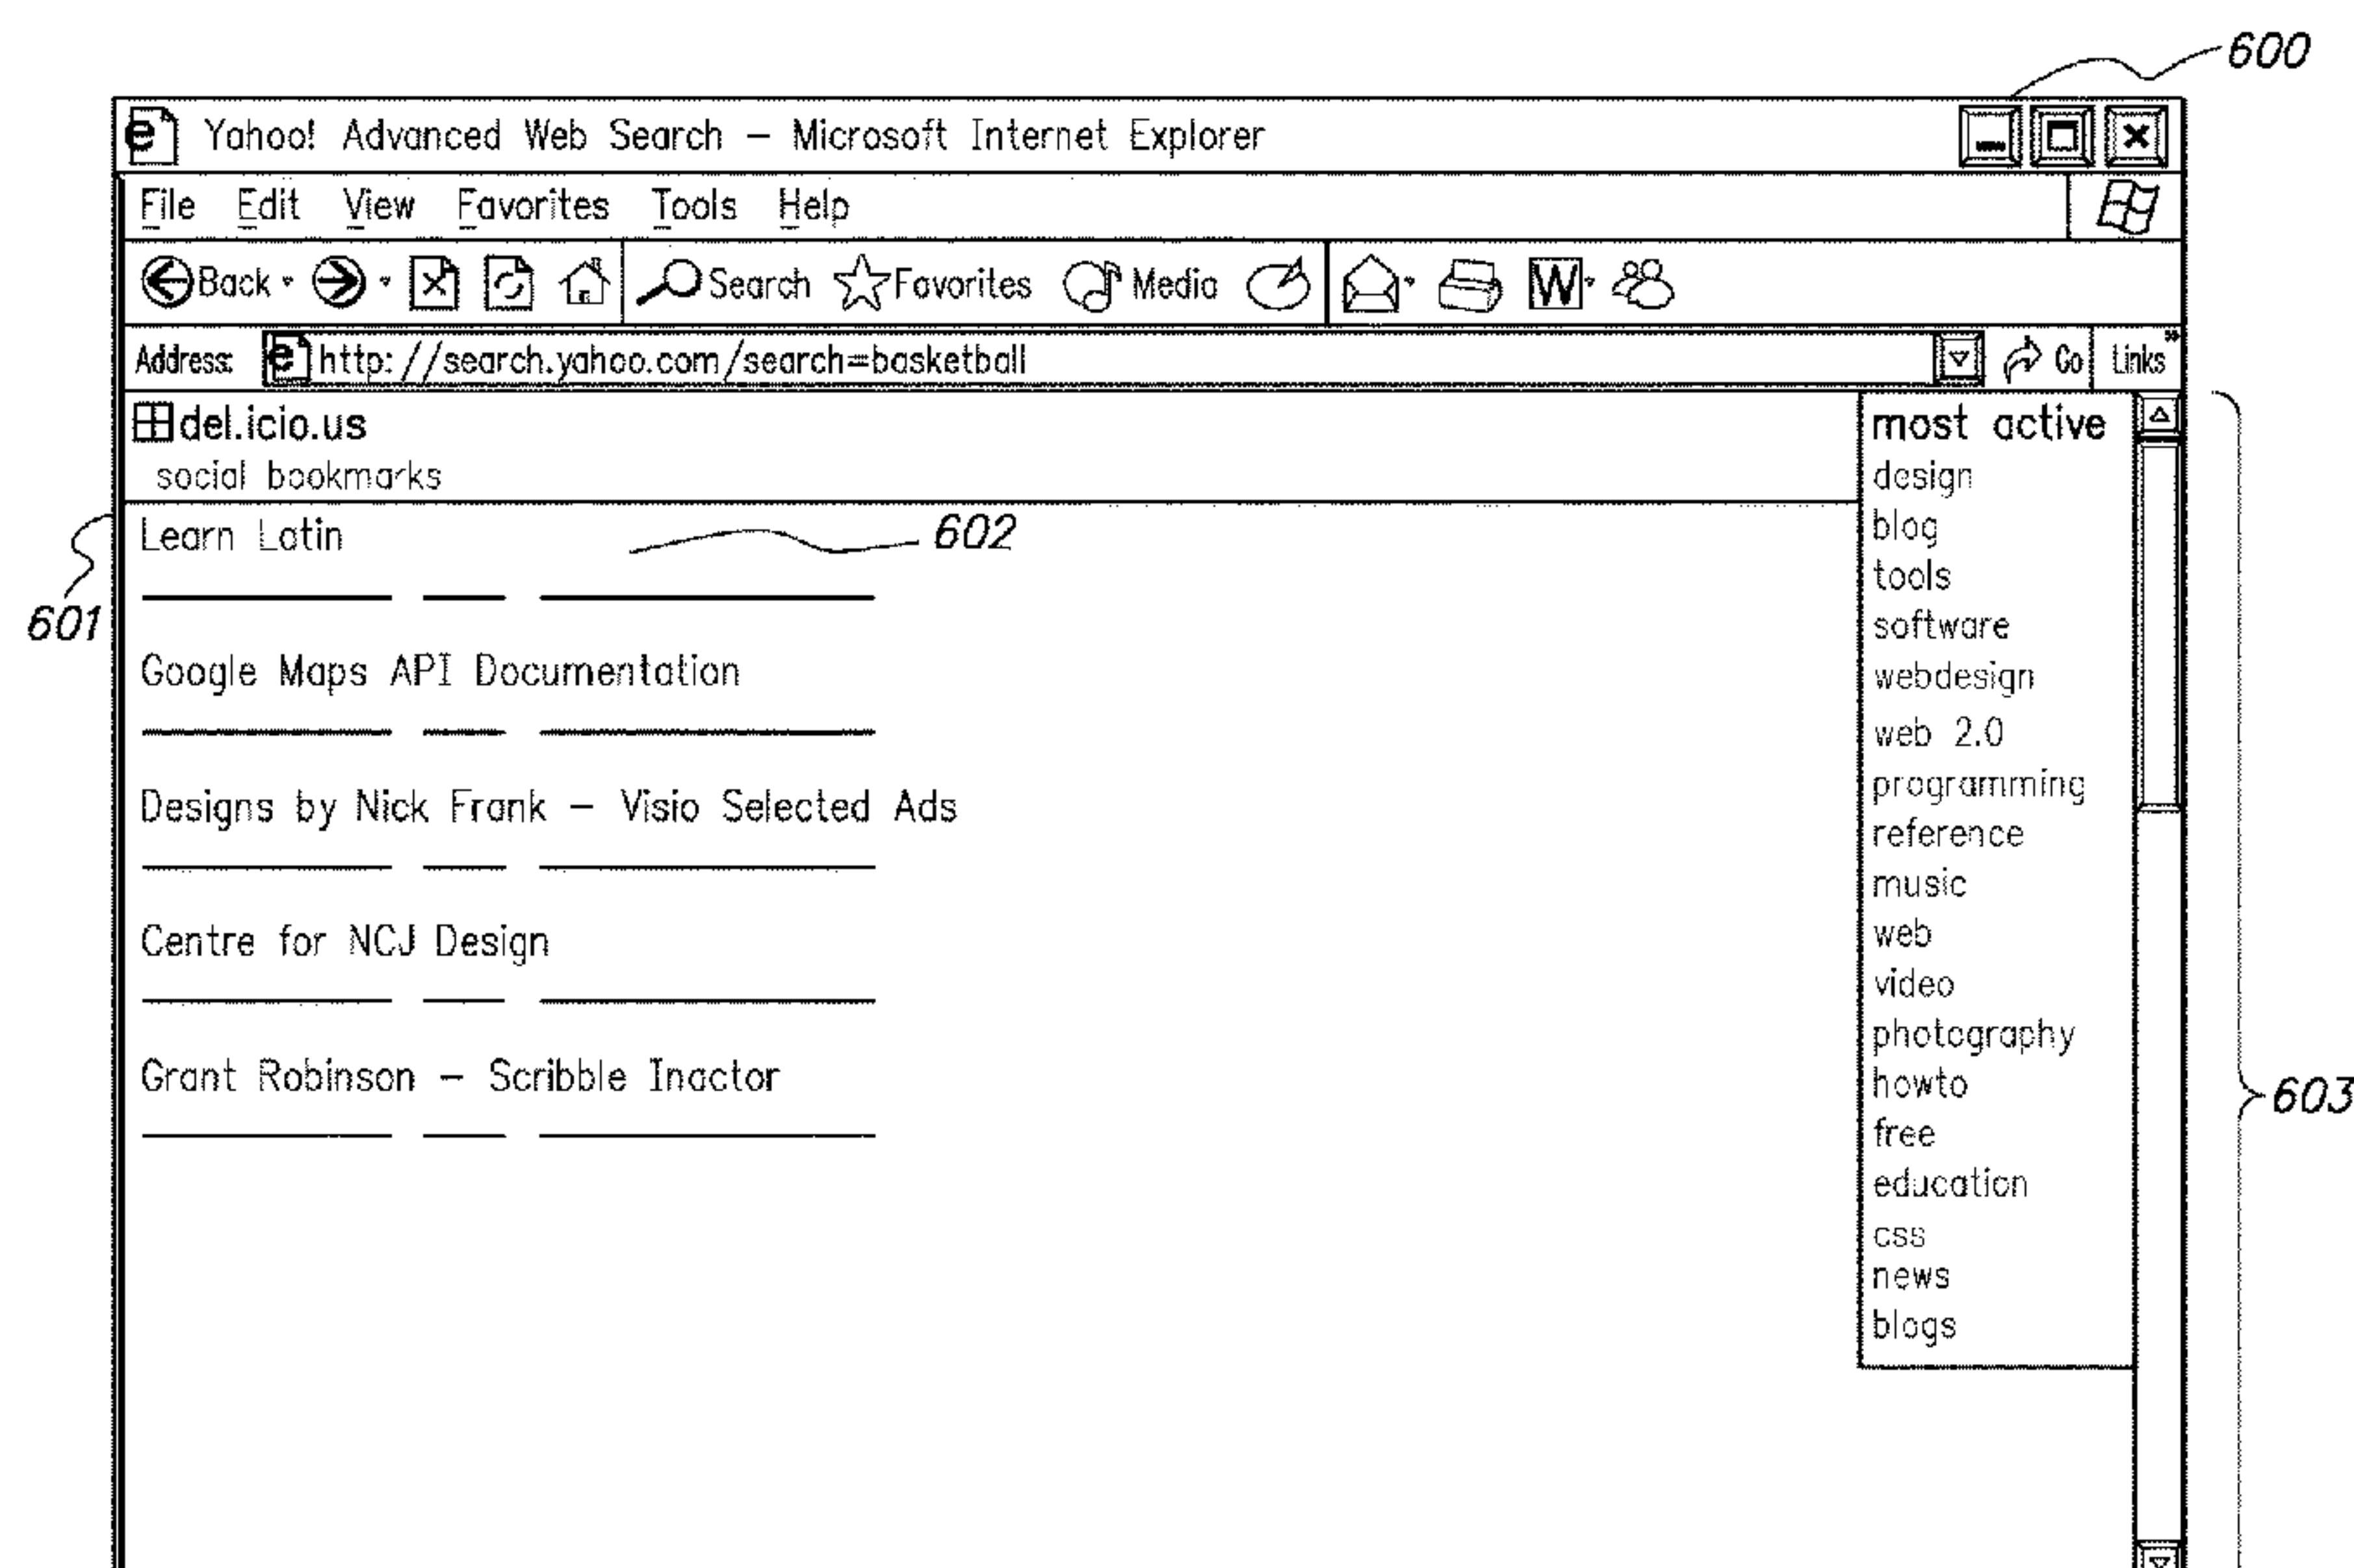 600
Yahoo! Advanced Web Search – Microsoft Internet Explorer
File Edit View Favorites Tools Help
Back Search Favorites Media W
Address: http://search.yahoo.com/search=basketball Go Links »
del.icio.us
social bookmarks
Learn Latin
602
601
Google Maps API Documentation
Designs by Nick Frank – Visio Selected Ads
Centre for NCJ Design
Grant Robinson – Scribble Inactor
most active
design
blog
tools
software
webdesign
web 2.0
programming
reference
music
web
video
photography
howto
free
education
css
news
blogs
603